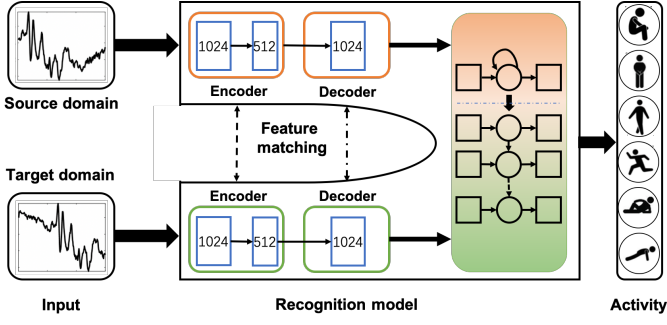 1024
512
1024
Encoder
Decoder
Source domain
Feature
matching
Target domain
Encoder
Decoder
1024
512
1024
Input
Recognition model
Activity